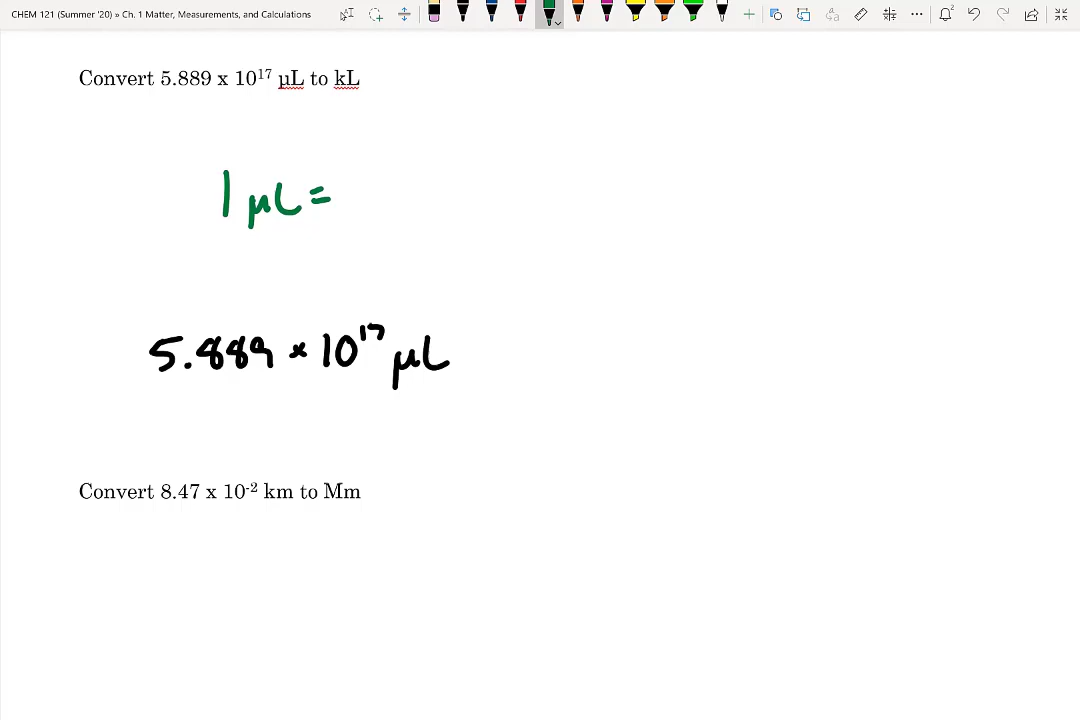 CHEM 121 (Summer '20) » Ch. 1 Matter, Measurements, and Calculations
Convert 5.889 x 10¹⁷ µL to kL
1 µL =
5.889 × 10¹⁷ µL
Convert 8.47 x 10⁻² km to Mm